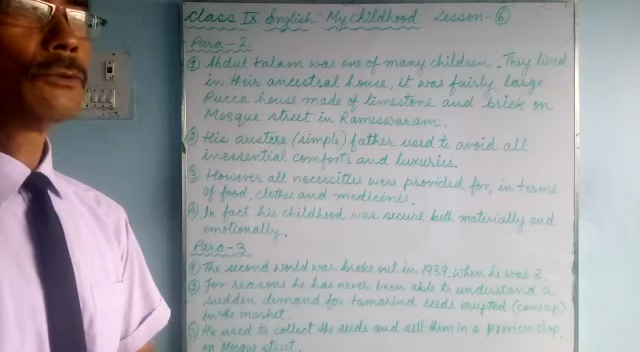 Class IX English: My childhood Lesson-⑥
Para-2:
① Abdul Kalam was one of many children. They lived
in their ancestral house, it was fairly large
Pucca house made of limestone and brick on
Mosque street in Rameswaram.
② His austere (simple) father used to avoid all
inessential comforts and luxuries.
③ However all necessities were provided for, in terms
of food, clothes and medicines.
④ In fact his childhood was secure both materially and
emotionally.
Para-3
① The second world war broke out in 1939, when he was 8.
② For reasons he has never been able to understand a
sudden demand for tamarind seeds erupted (came up)
in the market.
③ He used to collect the seeds and sell them in a provision shop
on Mosque street.